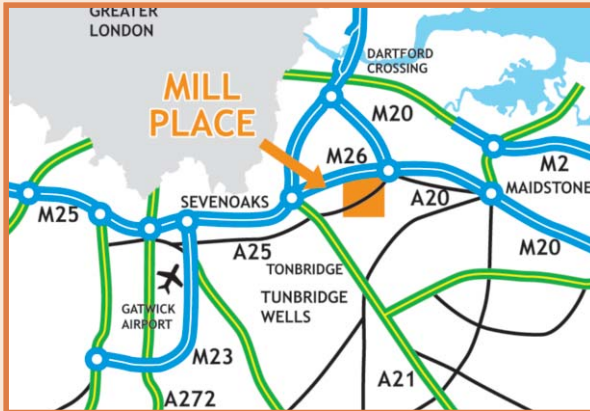 GREATER
LONDON
DARTFORD
CROSSING
MILL
PLACE
M20
M26
M2
MAIDSTONE
SEVENOAKS
A20
M25
M20
A25
TONBRIDGE
GATWICK
AIRPORT
TUNBRIDGE
WELLS
M23
A21
A272